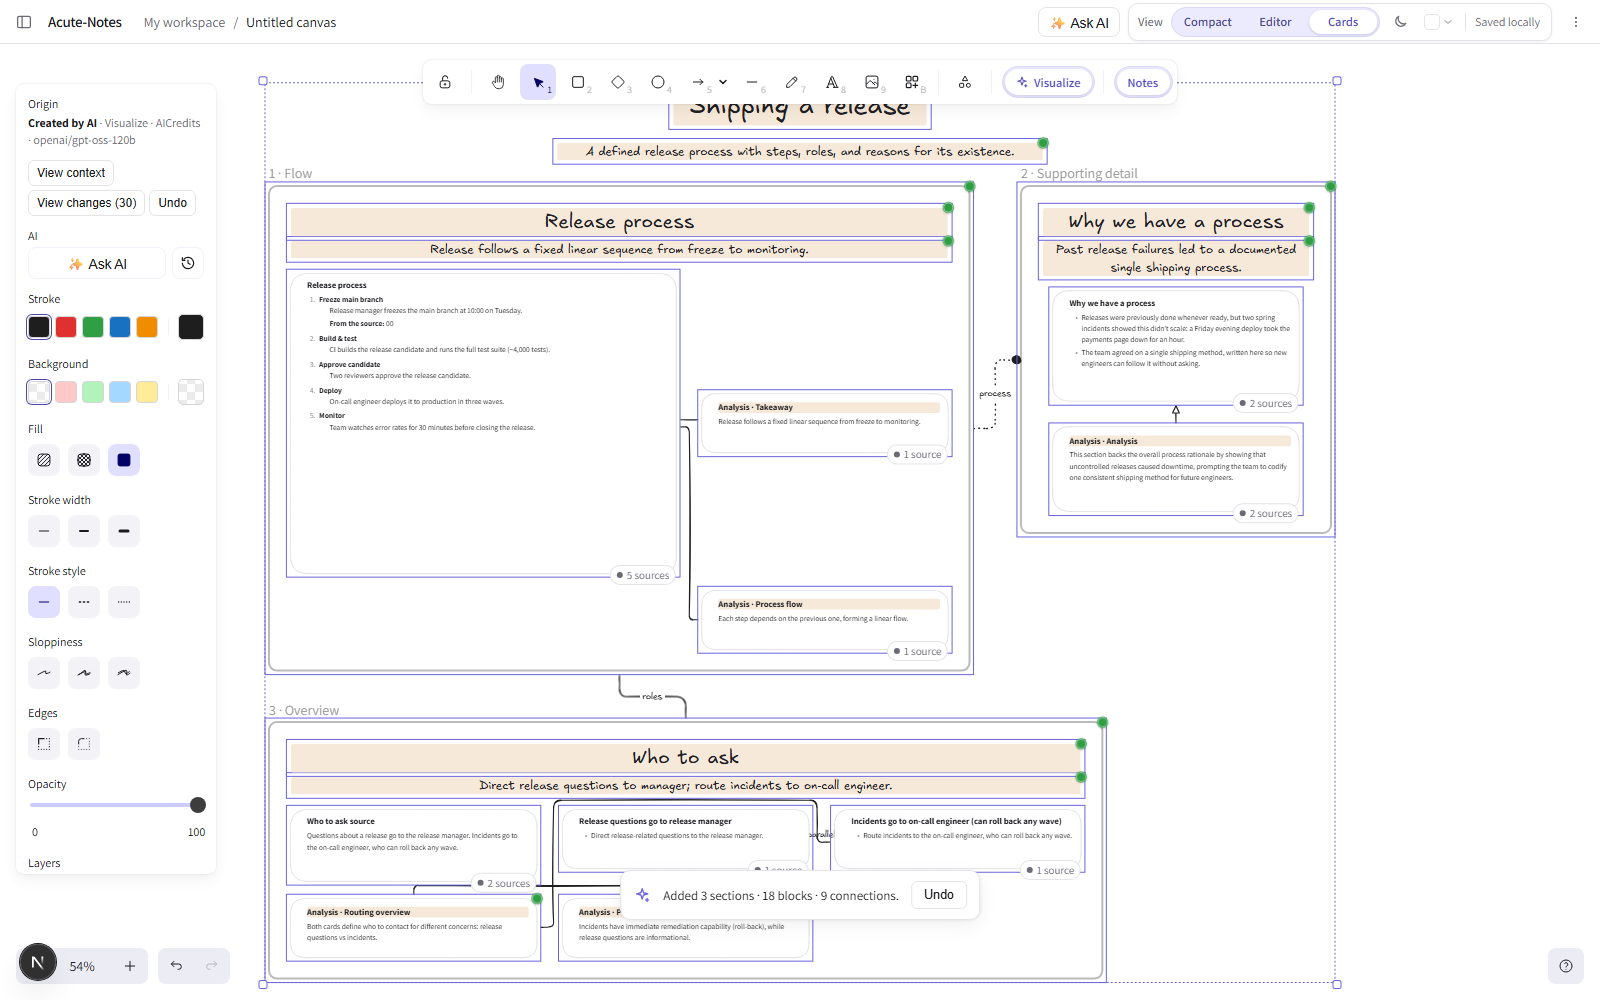 Acute-Notes
My workspace / Untitled canvas
Ask AI
View
Compact
Editor
Cards
Saved locally
1
2
3
4
5
6
7
8
9
B
Visualize
Notes
Origin
Created by AI · Visualize · AICredits
· openai/gpt-oss-120b
View context
View changes (30)
Undo
AI
Ask AI
Stroke
Background
Fill
Stroke width
Stroke style
Sloppiness
Edges
Opacity
0
100
Layers
N
54%
Shipping a release
A defined release process with steps, roles, and reasons for its existence.
1 · Flow
Release process
Release follows a fixed linear sequence from freeze to monitoring.
Release process
1. Freeze main branch
Release manager freezes the main branch at 10:00 on Tuesday.
From the source: 00
2. Build & test
CI builds the release candidate and runs the full test suite (~4,000 tests).
3. Approve candidate
Two reviewers approve the release candidate.
4. Deploy
On-call engineer deploys it to production in three waves.
5. Monitor
Team watches error rates for 30 minutes before closing the release.
5 sources
Analysis · Takeaway
Release follows a fixed linear sequence from freeze to monitoring.
1 source
Analysis · Process flow
Each step depends on the previous one, forming a linear flow.
1 source
process
2 · Supporting detail
Why we have a process
Past release failures led to a documented
single shipping process.
Why we have a process
• Releases were previously done whenever ready, but two spring
incidents showed this didn't scale: a Friday evening deploy took the
payments page down for an hour.
• The team agreed on a single shipping method, written here so new
engineers can follow it without asking.
2 sources
Analysis · Analysis
This section backs the overall process rationale by showing that
uncontrolled releases caused downtime, prompting the team to codify
one consistent shipping method for future engineers.
2 sources
roles
3 · Overview
Who to ask
Direct release questions to manager; route incidents to on-call engineer.
Who to ask source
Questions about a release go to the release manager. Incidents go to
the on-call engineer, who can roll back any wave.
2 sources
Release questions go to release manager
• Direct release-related questions to the release manager.
1 source
Incidents go to on-call engineer (can roll back any wave)
• Route incidents to the on-call engineer, who can roll back any wave.
1 source
Analysis · Routing overview
Both cards define who to contact for different concerns: release
questions vs incidents.
Analysis ·
Incidents have immediate remediation capability (roll-back), while
release questions are informational.
Added 3 sections · 18 blocks · 9 connections.
Undo